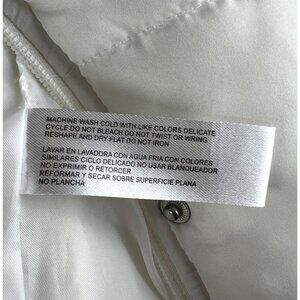 MACHINE WASH COLD WITH LIKE COLORS DELICATE
CYCLE DO NOT BLEACH DO NOT TWIST OR WRING
RESHAPE AND DRY FLAT DO NOT IRON
LAVAR EN LAVADORA CON AGUA FRIA CON COLORES
SIMILARES CICLO DELICADO NO USAR BLANQUEADOR
NO EXPRIMIR O RETORCER
REFORMAR Y SECAR SOBRE SUPERFICIE PLANA
NO PLANCHA